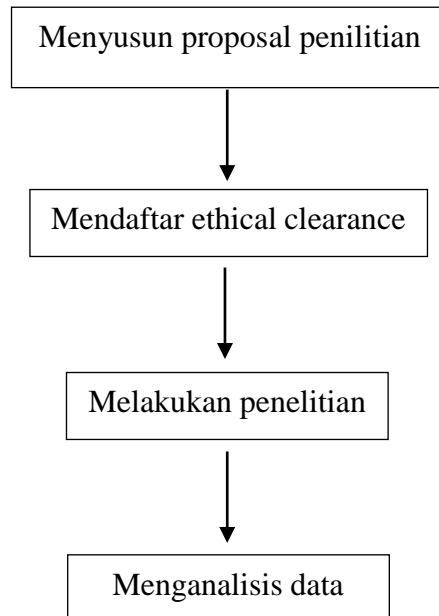 Menyusun proposal penilitian
Mendaftar ethical clearance
Melakukan penelitian
Menganalisis data